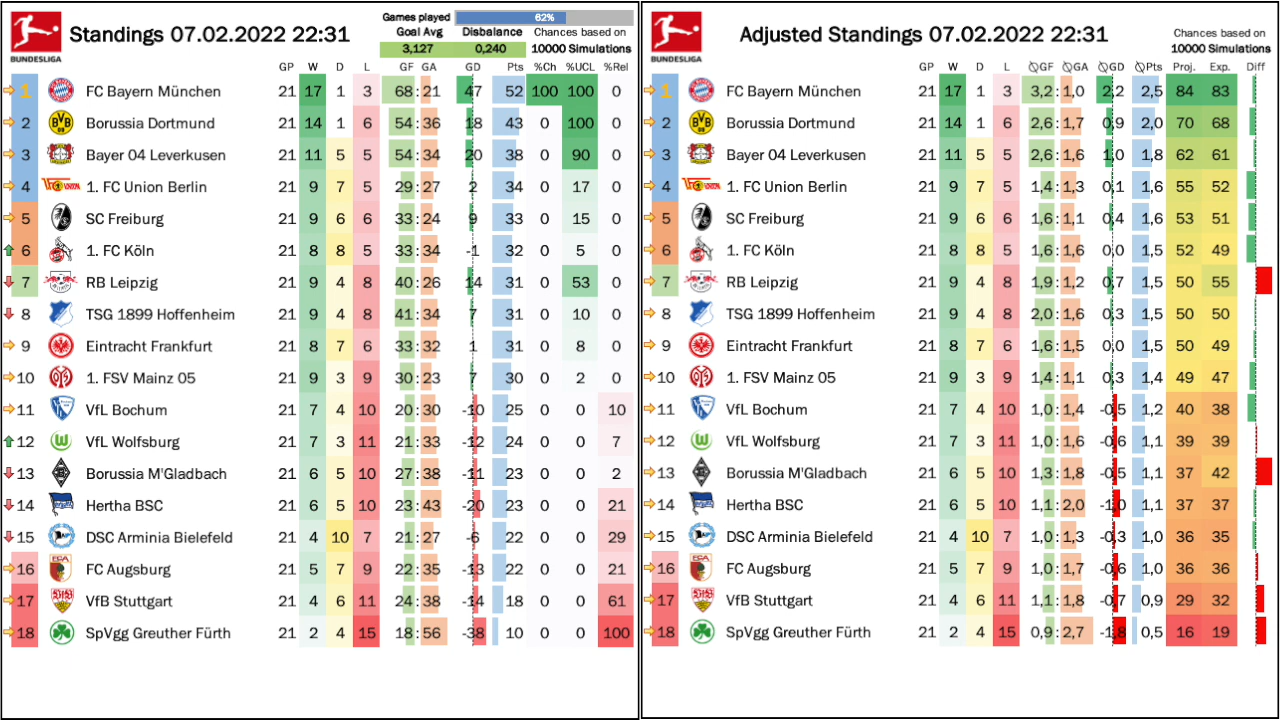 Games played 62%
Standings 07.02.2022 22:31
Goal Avg Disbalance Chances based on
3,127 0,240 10000 Simulations
BUNDESLIGA
GP W D L GF GA GD Pts %Ch %UCL %Rel
1 FC Bayern München 21 17 1 3 68:21 47 52 100 100 0
2 Borussia Dortmund 21 14 1 6 54:36 18 43 0 100 0
3 Bayer 04 Leverkusen 21 11 5 5 54:34 20 38 0 90 0
4 1. FC Union Berlin 21 9 7 5 29:27 2 34 0 17 0
5 SC Freiburg 21 9 6 6 33:24 9 33 0 15 0
6 1. FC Köln 21 8 8 5 33:34 -1 32 0 5 0
7 RB Leipzig 21 9 4 8 40:26 14 31 0 53 0
8 TSG 1899 Hoffenheim 21 9 4 8 41:34 7 31 0 10 0
9 Eintracht Frankfurt 21 8 7 6 33:32 1 31 0 8 0
10 1. FSV Mainz 05 21 9 3 9 30:23 7 30 0 2 0
11 VfL Bochum 21 7 4 10 20:30 -10 25 0 0 10
12 VfL Wolfsburg 21 7 3 11 21:33 -12 24 0 0 7
13 Borussia M'Gladbach 21 6 5 10 27:38 -11 23 0 0 2
14 Hertha BSC 21 6 5 10 23:43 -20 23 0 0 21
15 DSC Arminia Bielefeld 21 4 10 7 21:27 -6 22 0 0 29
16 FC Augsburg 21 5 7 9 22:35 -13 22 0 0 21
17 VfB Stuttgart 21 4 6 11 24:38 -14 18 0 0 61
18 SpVgg Greuther Fürth 21 2 4 15 18:56 -38 10 0 0 100
Adjusted Standings 07.02.2022 22:31
Chances based on
10000 Simulations
BUNDESLIGA
GP W D L ∅GF ∅GA ∅GD ∅Pts Proj. Exp. Diff
1 FC Bayern München 21 17 1 3 3,2:1,0 2,2 2,5 84 83
2 Borussia Dortmund 21 14 1 6 2,6:1,7 0,9 2,0 70 68
3 Bayer 04 Leverkusen 21 11 5 5 2,6:1,6 1,0 1,8 62 61
4 1. FC Union Berlin 21 9 7 5 1,4:1,3 0,1 1,6 55 52
5 SC Freiburg 21 9 6 6 1,6:1,1 0,4 1,6 53 51
6 1. FC Köln 21 8 8 5 1,6:1,6 0,0 1,5 52 49
7 RB Leipzig 21 9 4 8 1,9:1,2 0,7 1,5 50 55
8 TSG 1899 Hoffenheim 21 9 4 8 2,0:1,6 0,3 1,5 50 50
9 Eintracht Frankfurt 21 8 7 6 1,6:1,5 0,0 1,5 50 49
10 1. FSV Mainz 05 21 9 3 9 1,4:1,1 0,3 1,4 49 47
11 VfL Bochum 21 7 4 10 1,0:1,4 -0,5 1,2 40 38
12 VfL Wolfsburg 21 7 3 11 1,0:1,6 -0,6 1,1 39 39
13 Borussia M'Gladbach 21 6 5 10 1,3:1,8 -0,5 1,1 37 42
14 Hertha BSC 21 6 5 10 1,1:2,0 -1,0 1,1 37 37
15 DSC Arminia Bielefeld 21 4 10 7 1,0:1,3 -0,3 1,0 36 35
16 FC Augsburg 21 5 7 9 1,0:1,7 -0,6 1,0 36 36
17 VfB Stuttgart 21 4 6 11 1,1:1,8 -0,7 0,9 29 32
18 SpVgg Greuther Fürth 21 2 4 15 0,9:2,7 -1,8 0,5 16 19